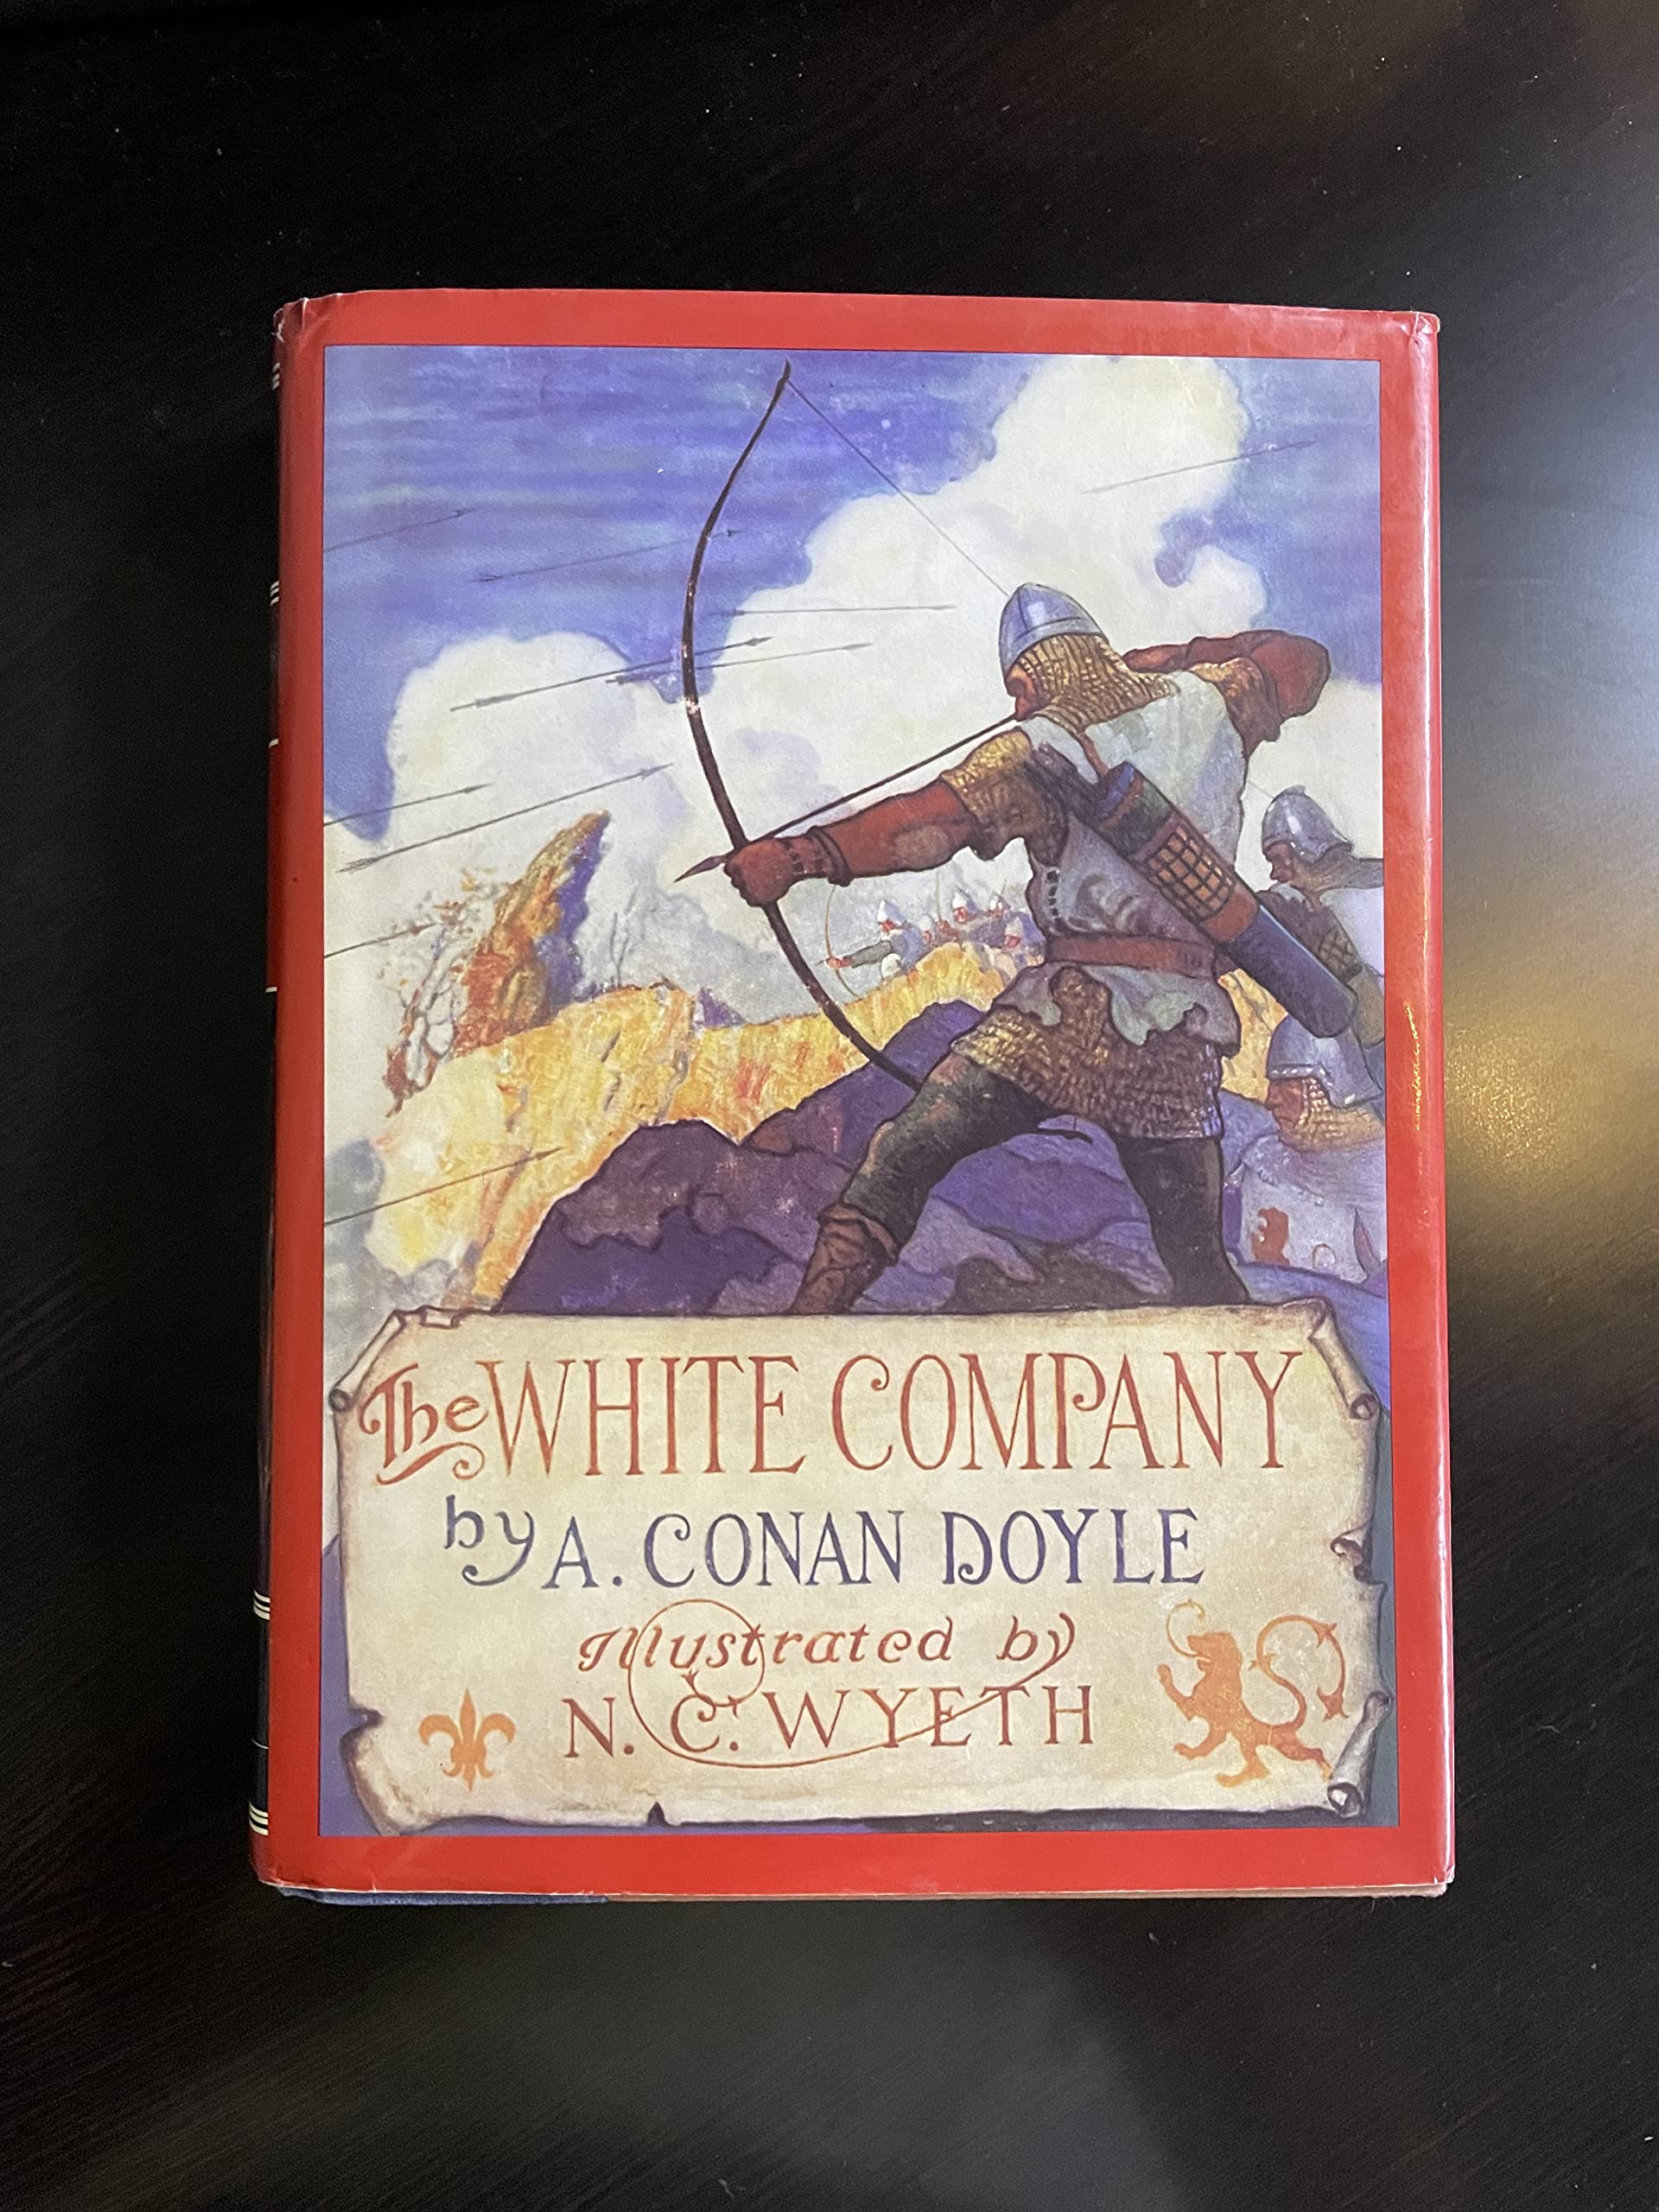 The WHITE COMPANY
by A. CONAN DOYLE
Illustrated by
N. C. WYETH